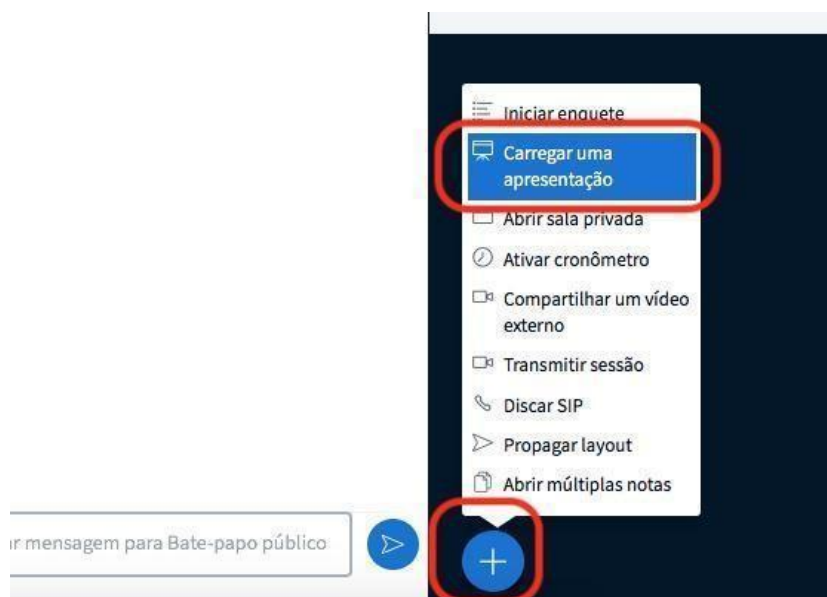 Iniciar enquete
Carregar uma
apresentação
Abrir sala privada
Ativar cronômetro
Compartilhar um vídeo
externo
Transmitir sessão
Discar SIP
Propagar layout
Abrir múltiplas notas
mensagem para Bate-papo público